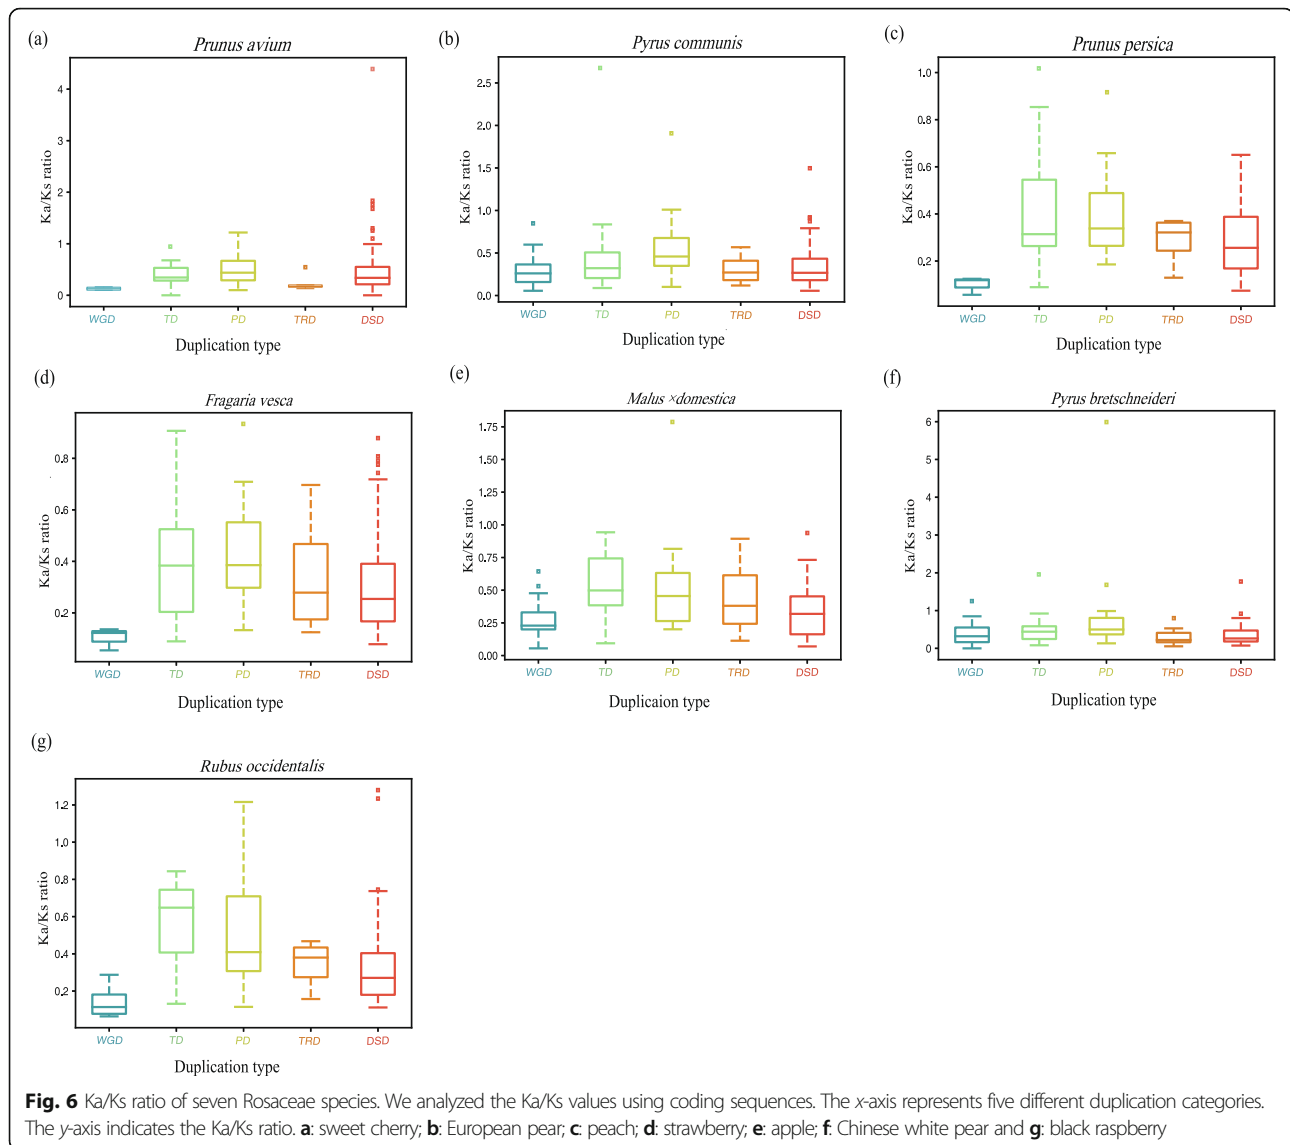 (a)
Prunus avium
Ka/Ks ratio
4
3
2
1
0
WGD TD PD TRD DSD
Duplication type
(b)
Pyrus communis
Ka/Ks ratio
2.5
2.0
1.5
1.0
0.5
0.0
WGD TD PD TRD DSD
Duplication type
(c)
Prunus persica
Ka/Ks ratio
1.0
0.8
0.6
0.4
0.2
WGD TD PD TRD DSD
Duplication type
(d)
Fragaria vesca
Ka/Ks ratio
0.8
0.6
0.4
0.2
WGD TD PD TRD DSD
Duplication type
(e)
Malus ×domestica
Ka/Ks ratio
1.75
1.50
1.25
1.00
0.75
0.50
0.25
0.00
WGD TD PD TRD DSD
Duplicaion type
(f)
Pyrus bretschneideri
Ka/Ks ratio
6
5
4
3
2
1
0
WGD TD PD TRD DSD
Duplication type
(g)
Rubus occidentalis
Ka/Ks ratio
1.2
1.0
0.8
0.6
0.4
0.2
WGD TD PD TRD DSD
Duplication type
Fig. 6 Ka/Ks ratio of seven Rosaceae species. We analyzed the Ka/Ks values using coding sequences. The x-axis represents five different duplication categories.
The y-axis indicates the Ka/Ks ratio. a: sweet cherry; b: European pear; c: peach; d: strawberry; e: apple; f: Chinese white pear and g: black raspberry